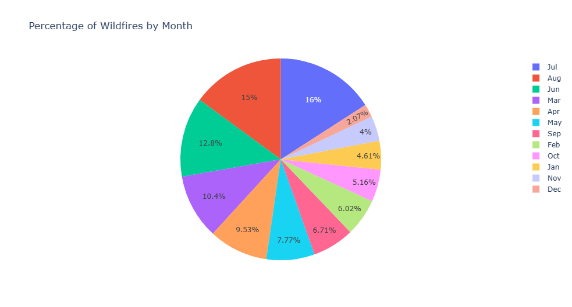 Percentage of Wildfires by Month
16%
15%
12.8%
10.4%
9.53%
7.77%
6.71%
6.02%
5.16%
4.61%
4%
2.07%
Jul
Aug
Jun
Mar
Apr
May
Sep
Feb
Oct
Jan
Nov
Dec